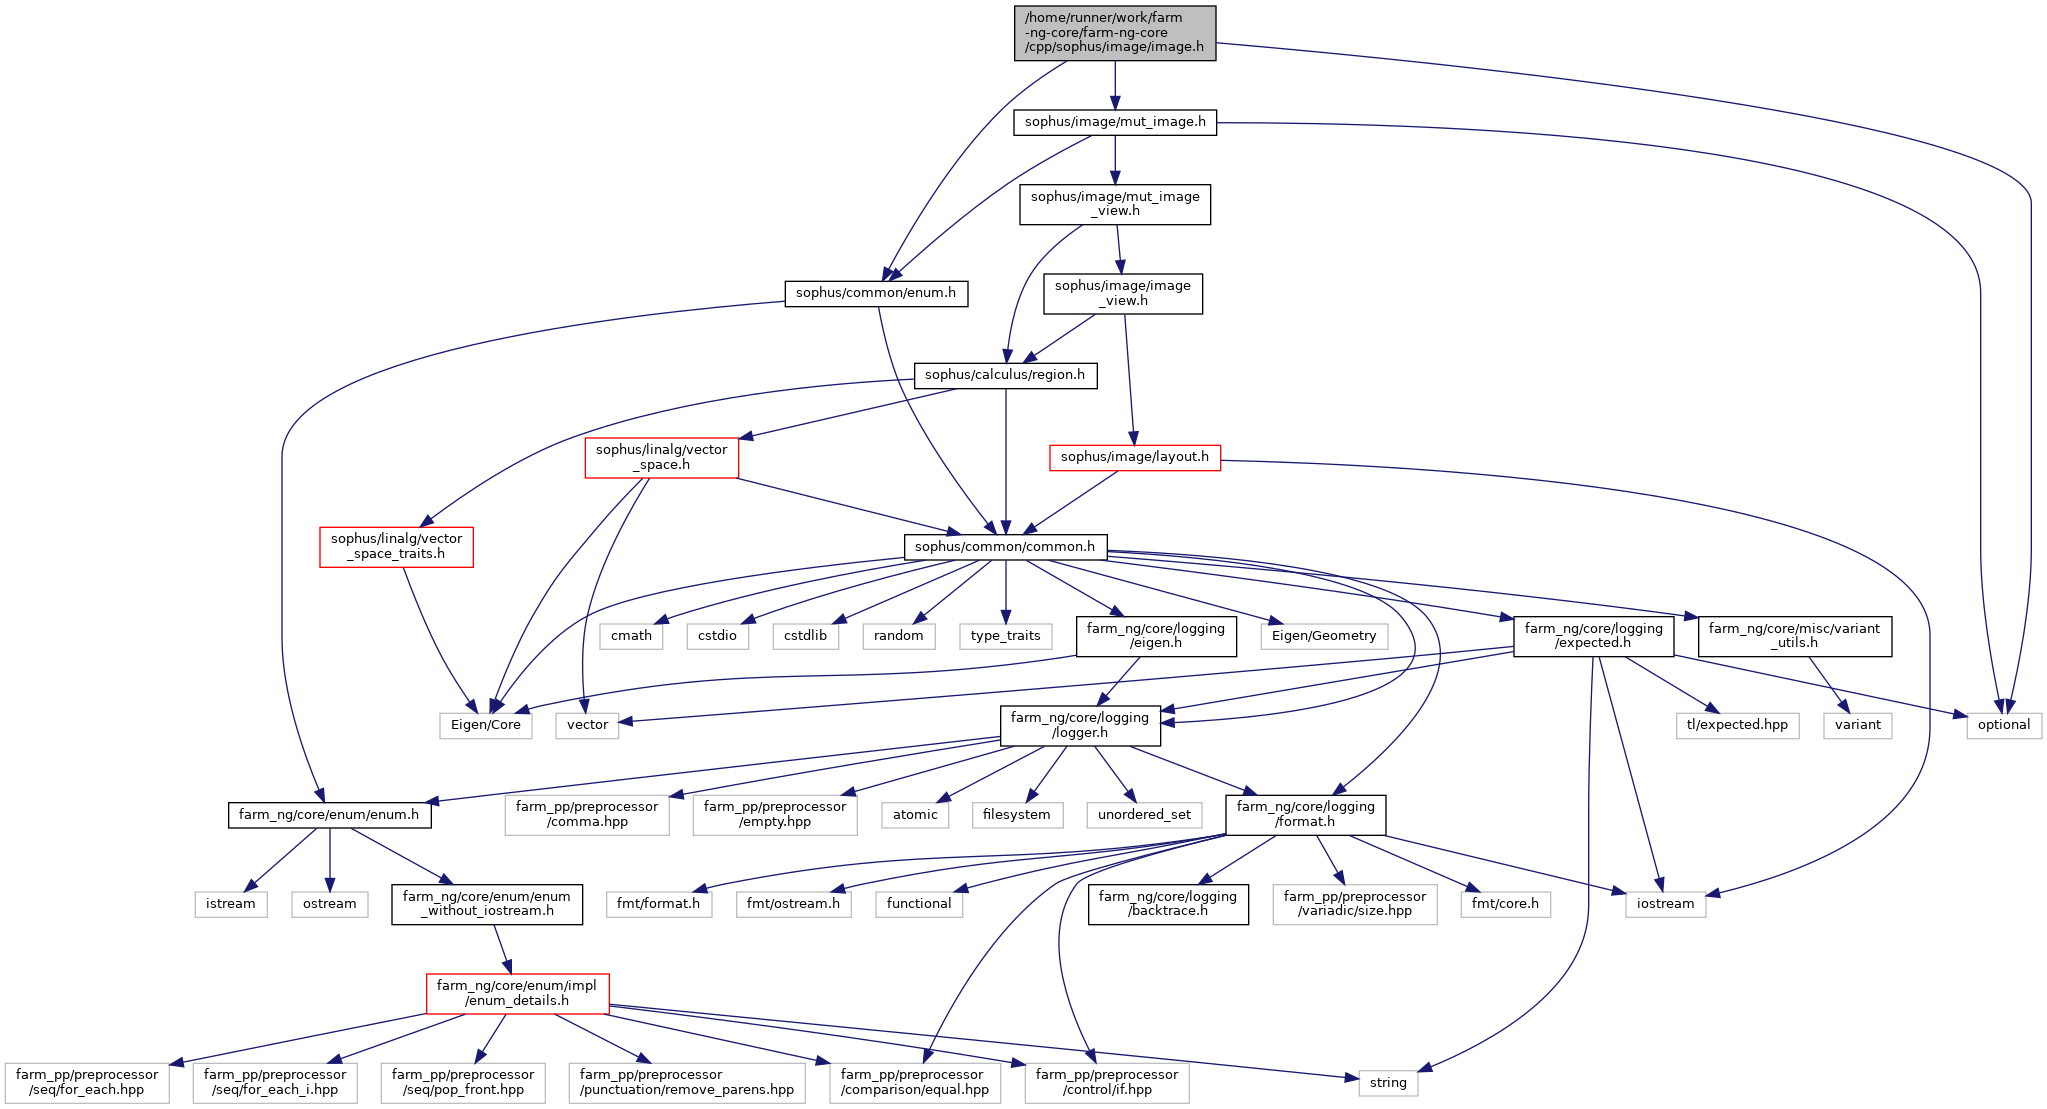 /home/runner/work/farm
-ng-core/farm-ng-core
/cpp/sophus/image/image.h
sophus/image/mut_image.h
sophus/image/mut_image
_view.h
sophus/image/image
_view.h
sophus/common/enum.h
sophus/calculus/region.h
sophus/linalg/vector
_space.h
sophus/image/layout.h
sophus/linalg/vector
_space_traits.h
sophus/common/common.h
cmath
cstdio
cstdlib
random
type_traits
farm_ng/core/logging
/eigen.h
Eigen/Geometry
farm_ng/core/logging
/expected.h
farm_ng/core/misc/variant
_utils.h
Eigen/Core
vector
farm_ng/core/logging
/logger.h
tl/expected.hpp
variant
optional
farm_ng/core/enum/enum.h
farm_pp/preprocessor
/comma.hpp
farm_pp/preprocessor
/empty.hpp
atomic
filesystem
unordered_set
farm_ng/core/logging
/format.h
istream
ostream
farm_ng/core/enum/enum
_without_iostream.h
fmt/format.h
fmt/ostream.h
functional
farm_ng/core/logging
/backtrace.h
farm_pp/preprocessor
/variadic/size.hpp
fmt/core.h
iostream
farm_ng/core/enum/impl
/enum_details.h
farm_pp/preprocessor
/seq/for_each.hpp
farm_pp/preprocessor
/seq/for_each_i.hpp
farm_pp/preprocessor
/seq/pop_front.hpp
farm_pp/preprocessor
/punctuation/remove_parens.hpp
farm_pp/preprocessor
/comparison/equal.hpp
farm_pp/preprocessor
/control/if.hpp
string